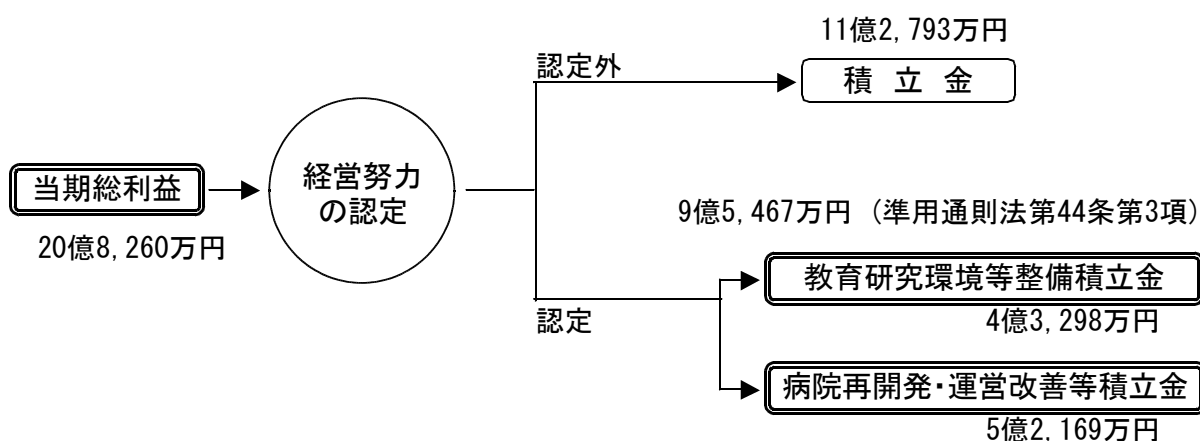 11億2,793万円
認定外
積 立 金
当期総利益
20億8,260万円
経営努力
の認定
9億5,467万円 (準用通則法第44条第3項)
認定
教育研究環境等整備積立金
4億3,298万円
病院再開発・運営改善等積立金
5億2,169万円